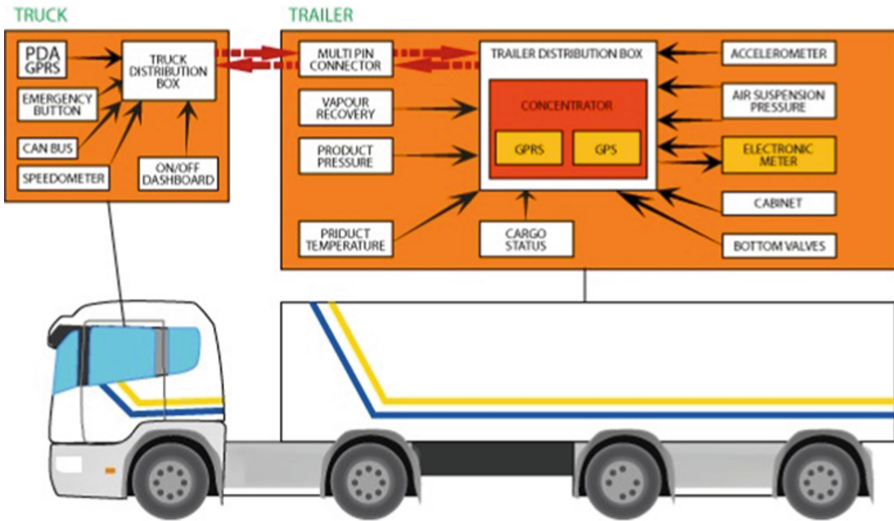 TRUCK
PDA
GPRS
EMERGENCY
BUTTON
CAN BUS
SPEEDOMETER
TRUCK
DISTRIBUTION
BOX
ON/OFF
DASHBOARD
TRAILER
MULTI PIN
CONNECTOR
VAPOUR
RECOVERY
PRODUCT
PRESSURE
PRIDUCT
TEMPERATURE
TRAILER DISTRIBUTION BOX
CONCENTRATOR
GPRS
GPS
CARGO
STATUS
ACCELEROMETER
AIR SUSPENSION
PRESSURE
ELECTRONIC
METER
CABINET
BOTTOM VALVES